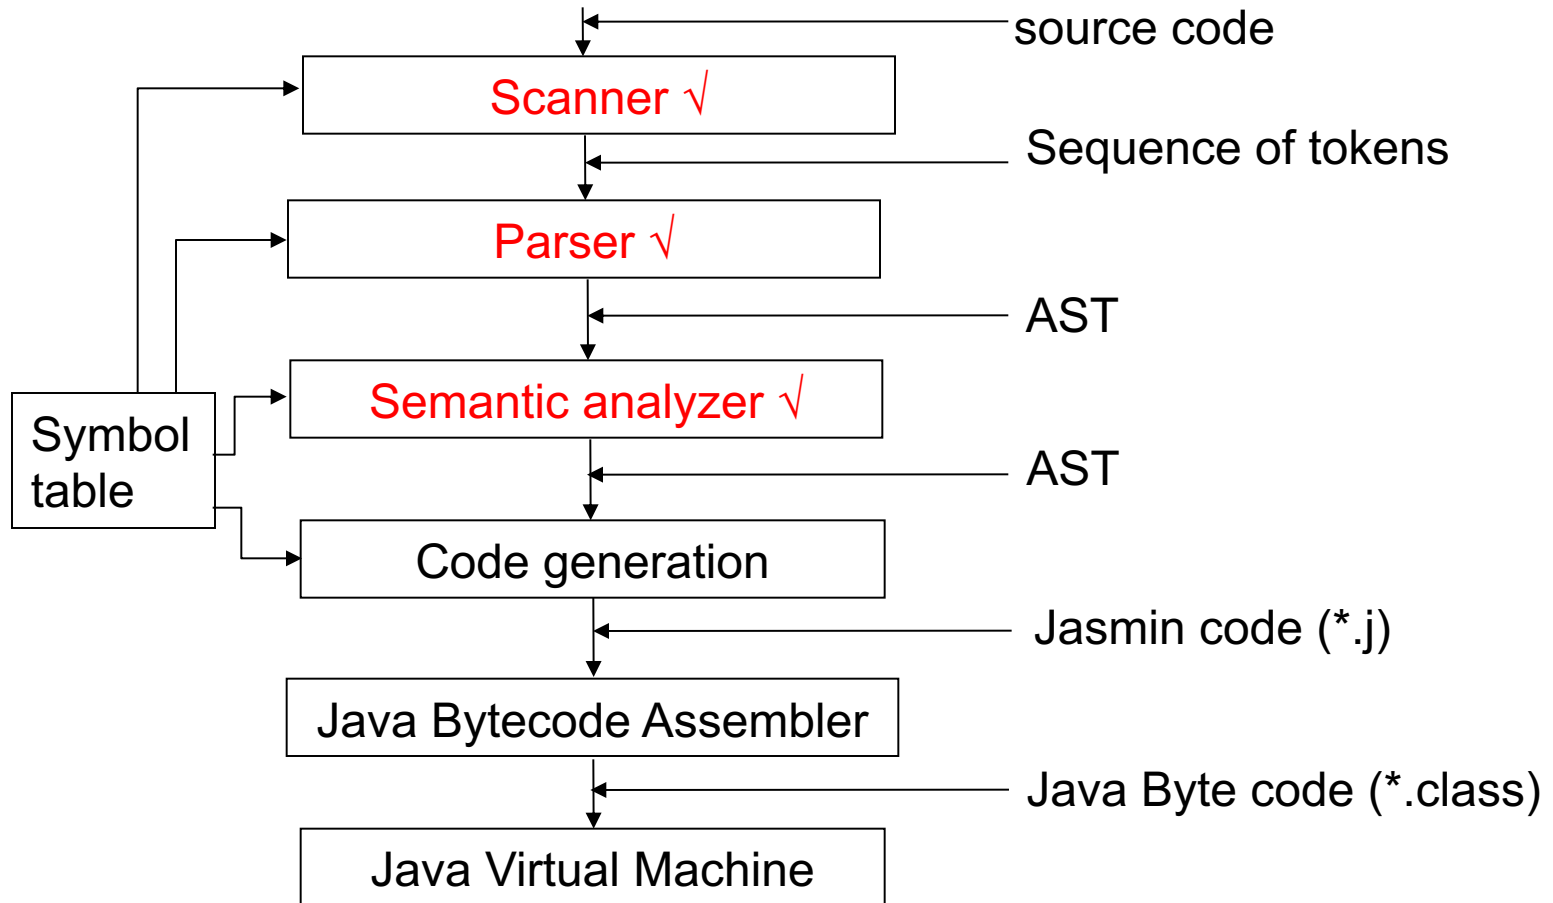 source code
Scanner √
Sequence of tokens
Parser √
AST
Semantic analyzer √
Symbol
table
AST
Code generation
Jasmin code (*.j)
Java Bytecode Assembler
Java Byte code (*.class)
Java Virtual Machine